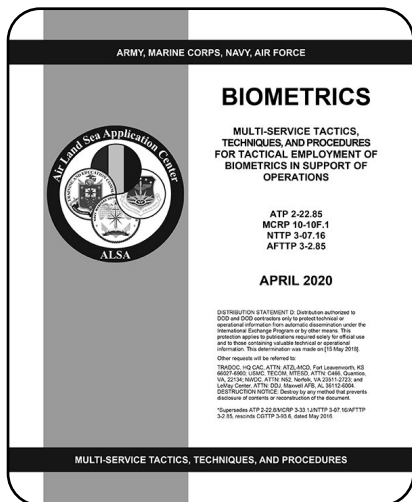 ARMY, MARINE CORPS, NAVY, AIR FORCE
BIOMETRICS
MULTI-SERVICE TACTICS,
TECHNIQUES, AND PROCEDURES
FOR TACTICAL EMPLOYMENT OF
BIOMETRICS IN SUPPORT OF
OPERATIONS
Air Land Sea Application Center
ALSA
ATP 2-22.85
MCRP 10-10F.1
NTTP 3-07.16
AFTTP 3-2.85
APRIL 2020
DISTRIBUTION STATEMENT D: Distribution authorized to
DOD and DOD contractors only to protect technical or
operational information from automatic dissemination under the
International Exchange Program or by other means. This
protection applies to publications required solely for official use
and to those containing valuable technical or operational
information. This determination was made on [15 May 2018].
Other requests will be referred to:
TRADOC, HQ CAC, ATTN: ATZL-MCD, Fort Leavenworth, KS
66027-6900; USMC, TECOM, MTESD, ATTN: C466, Quantico,
VA, 22134; NWDC, ATTN: N52, Norfolk, VA 23511-2723; and
LeMay Center, ATTN: DDJ, Maxwell AFB, AL 36112-6004.
DESTRUCTION NOTICE: Destroy by any method that prevents
disclosure of contents or reconstruction of the document.
*Supersedes ATP 2-22.8/MCRP 3-33.1J/NTTP 3-07.16/AFTTP
3-2.85, rescinds CGTTP 3-93.6, dated May 2016.
MULTI-SERVICE TACTICS, TECHNIQUES, AND PROCEDURES